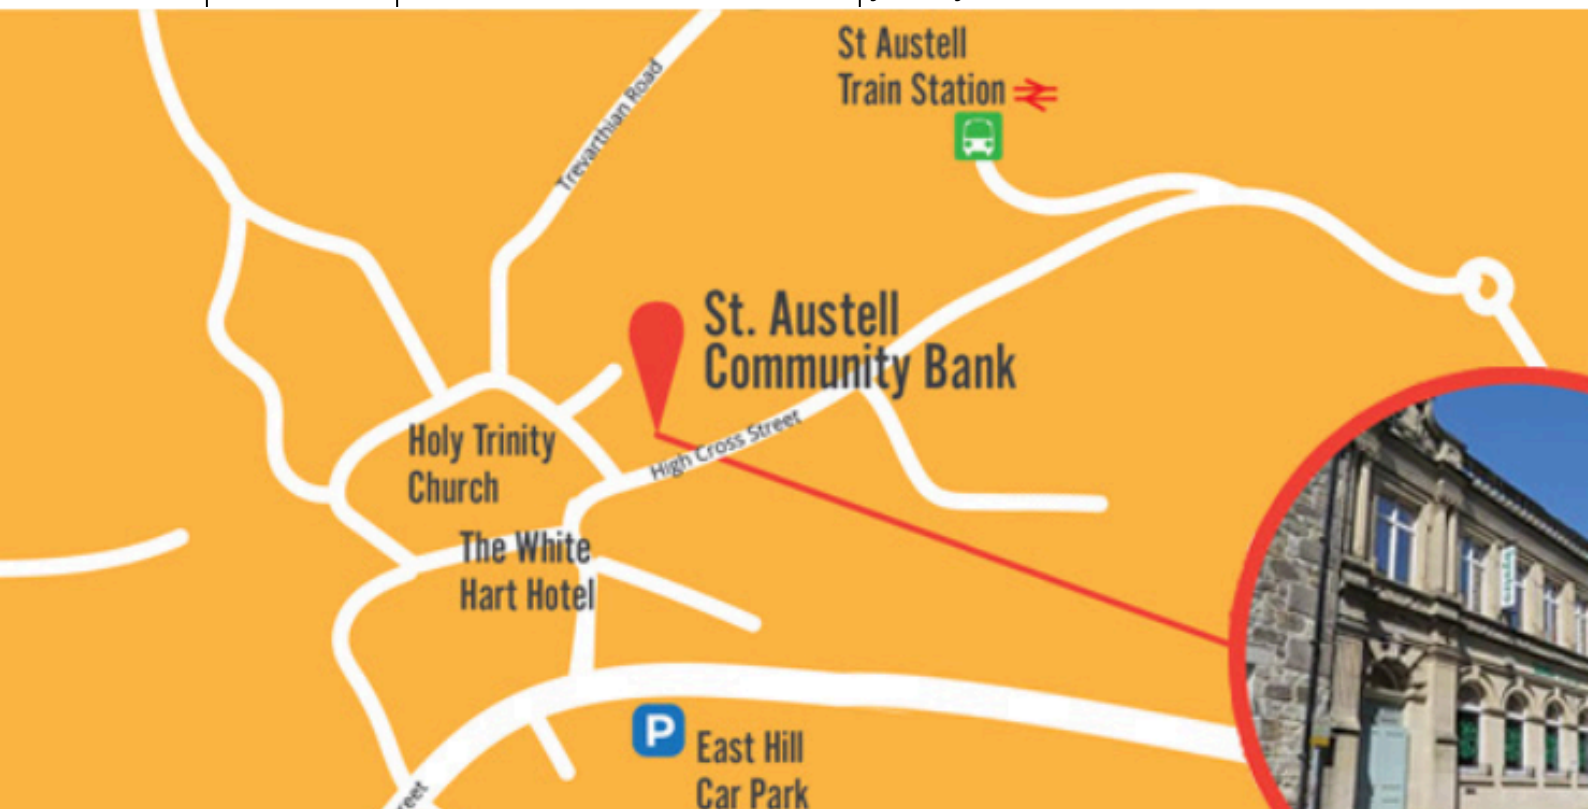 St Austell
Train Station
Trevarthian Road
St. Austell
Community Bank
High Cross Street
Holy Trinity
Church
The White
Hart Hotel
P
East Hill
Car Park